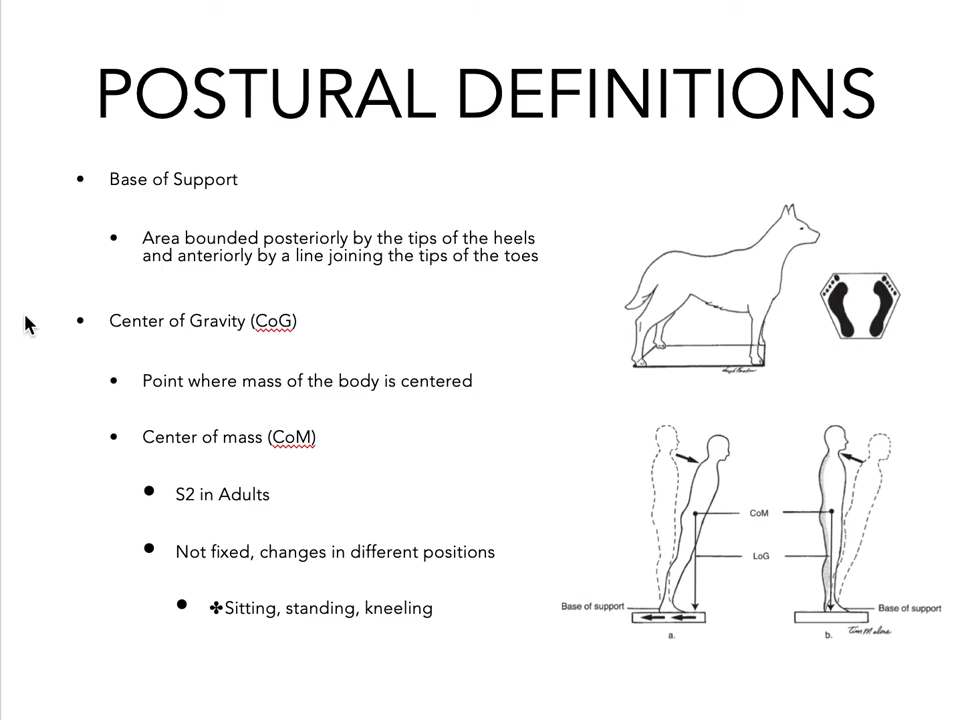 POSTURAL DEFINITIONS
• Base of Support
• Area bounded posteriorly by the tips of the heels
and anteriorly by a line joining the tips of the toes
• Center of Gravity (CoG)
• Point where mass of the body is centered
• Center of mass (CoM)
• S2 in Adults
• Not fixed, changes in different positions
• ✤Sitting, standing, kneeling
CoM
LoG
Base of support
Base of support
a.
b.
Tim Malone